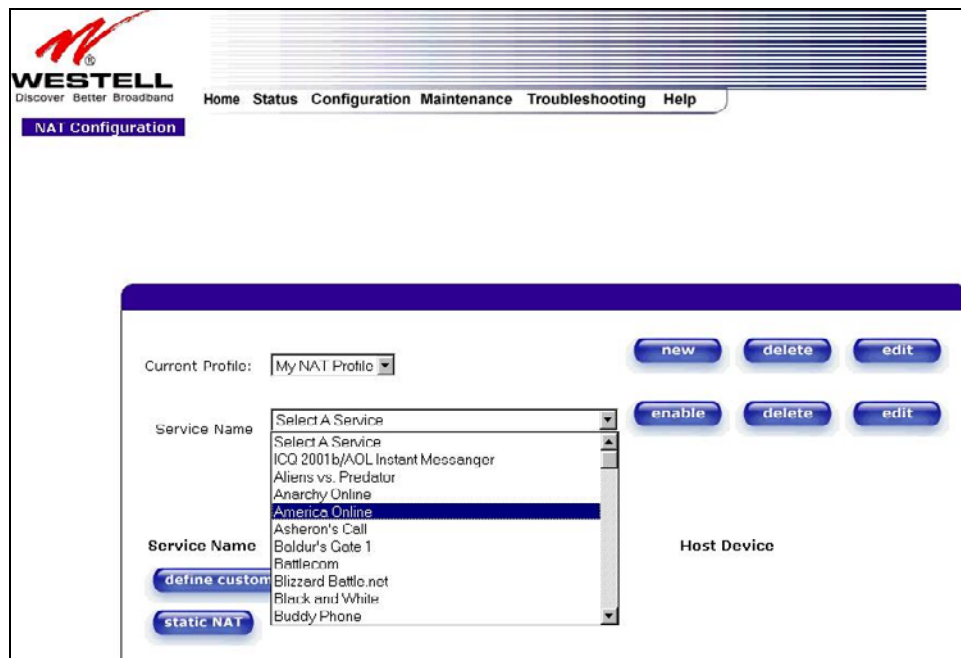 WESTELL®
Discover Better Broadband
Home Status Configuration Maintenance Troubleshooting Help
NAT Configuration
new delete edit
Current Profile: My NAT Profile
enable delete edit
Service Name Select A Service
Select A Service
ICQ 2001b/AOL Instant Messanger
Aliens vs. Predator
Anarchy Online
America Online
Asheron's Call
Service Name Baldur's Gate 1 Host Device
Battlecom
define custom Blizzard Battle.net
Black and White
static NAT Buddy Phone